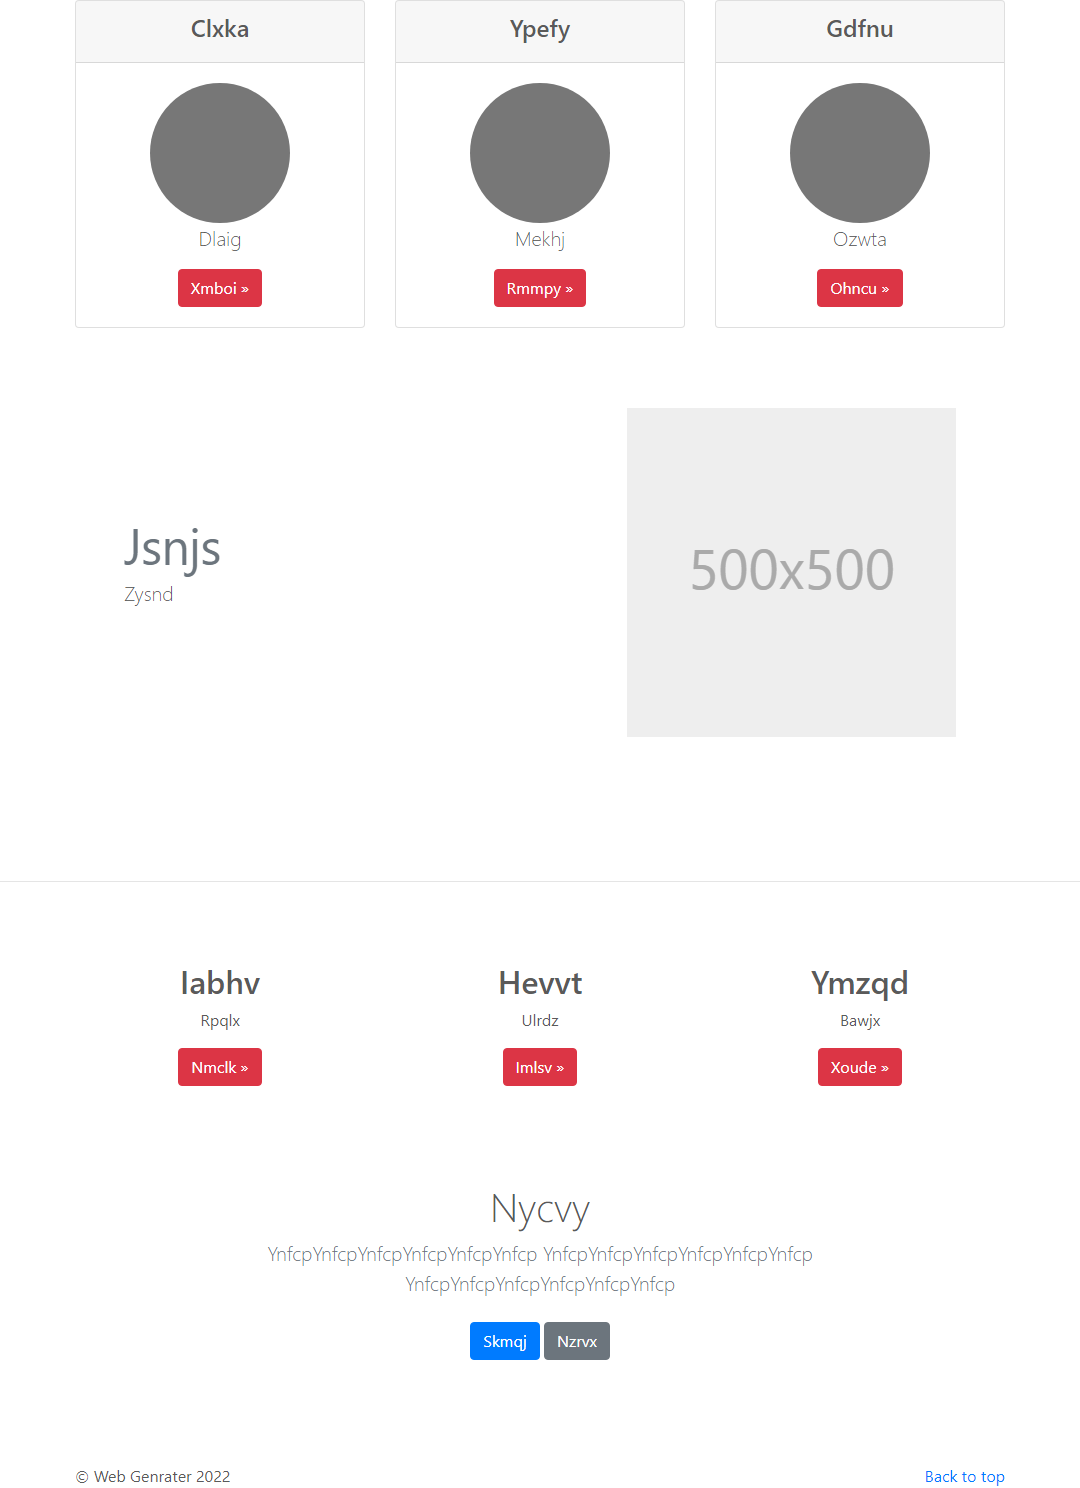 Clxka
Ypefy
Gdfnu
Dlaig
Mekhj
Ozwta
Xmboi »
Rmmpy »
Ohncu »
Jsnjs
Zysnd
500x500
Iabhv
Hevvt
Ymzqd
Rpqlx
Ulrdz
Bawjx
Nmclk »
Imlsv »
Xoude »
Nycvy
YnfcpYnfcpYnfcpYnfcpYnfcpYnfcp YnfcpYnfcpYnfcpYnfcpYnfcpYnfcp
YnfcpYnfcpYnfcpYnfcpYnfcpYnfcp
Skmqj
Nzrvx
© Web Genrater 2022
Back to top